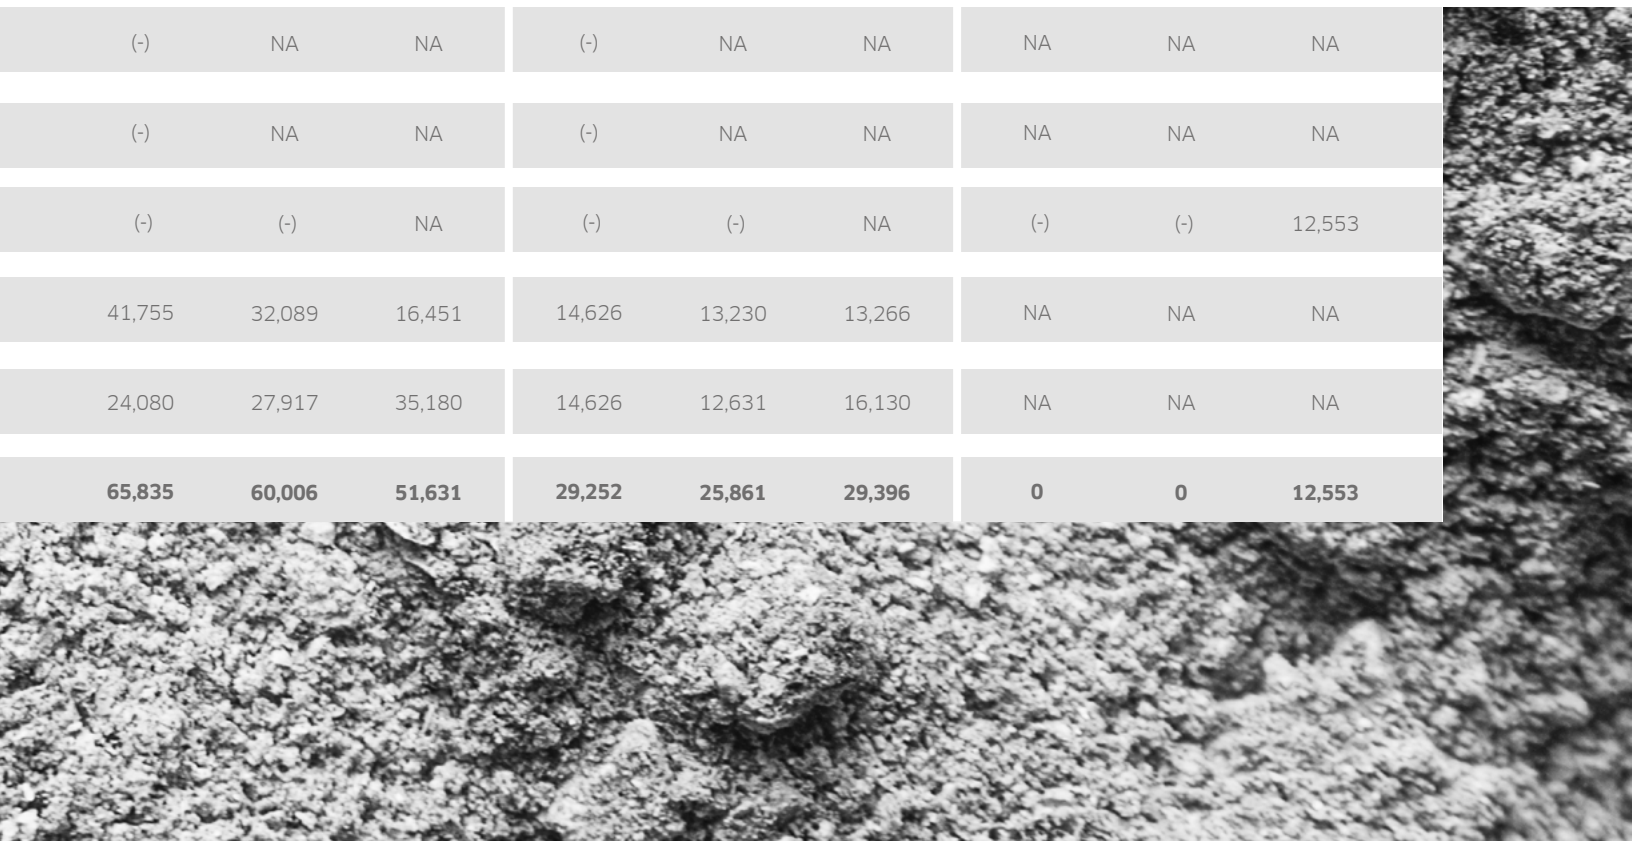 (-) NA NA (-) NA NA NA NA NA
(-) NA NA (-) NA NA NA NA NA
(-) (-) NA (-) (-) NA (-) (-) 12,553
41,755 32,089 16,451 14,626 13,230 13,266 NA NA NA
24,080 27,917 35,180 14,626 12,631 16,130 NA NA NA
65,835 60,006 51,631 29,252 25,861 29,396 0 0 12,553